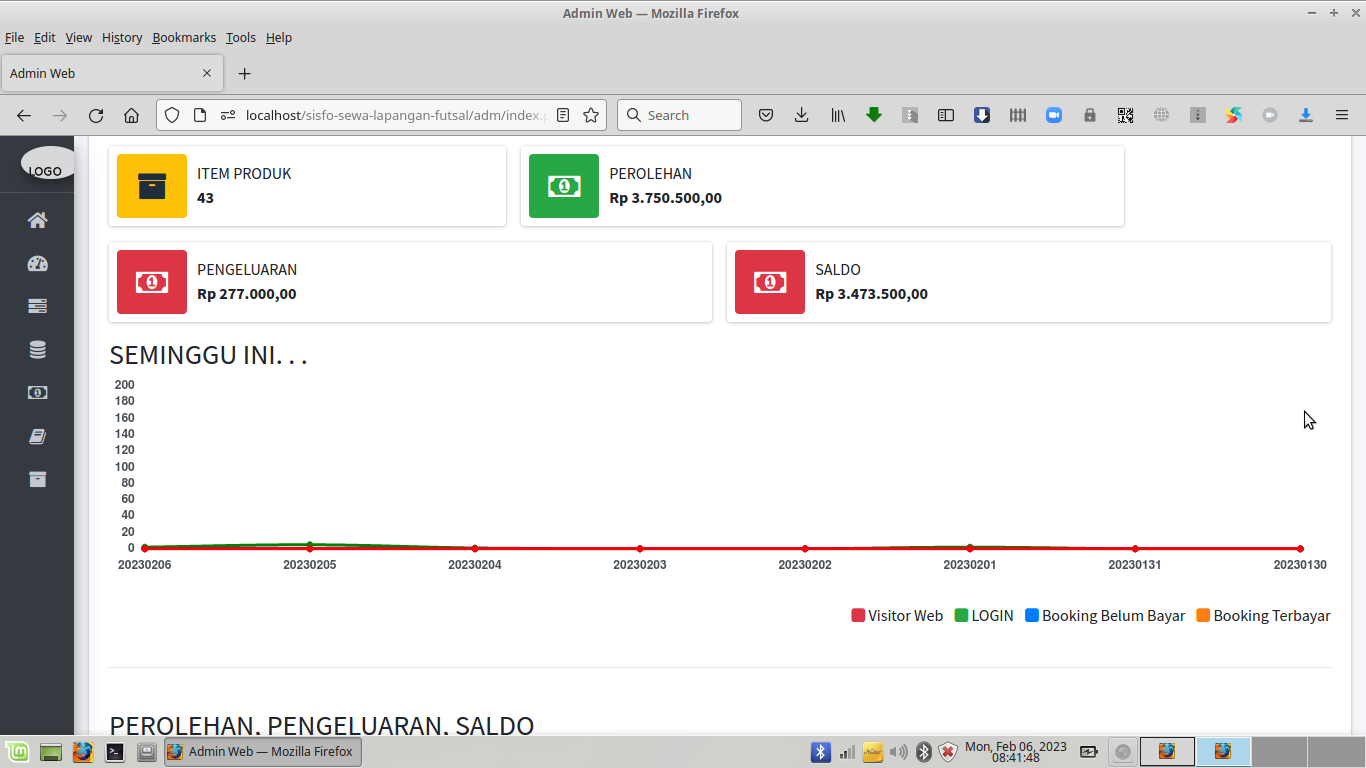 Admin Web — Mozilla Firefox
File Edit View History Bookmarks Tools Help
Admin Web
localhost/sisfo-sewa-lapangan-futsal/adm/index.p
Search
LOGO
ITEM PRODUK
43
PEROLEHAN
Rp 3.750.500,00
PENGELUARAN
Rp 277.000,00
SALDO
Rp 3.473.500,00
SEMINGGU INI. . .
200
180
160
140
120
100
80
60
40
20
0
20230206 20230205 20230204 20230203 20230202 20230201 20230131 20230130
Visitor Web LOGIN Booking Belum Bayar Booking Terbayar
PEROLEHAN, PENGELUARAN, SALDO
Admin Web — Mozilla Firefox
Mon, Feb 06, 2023
08:41:48